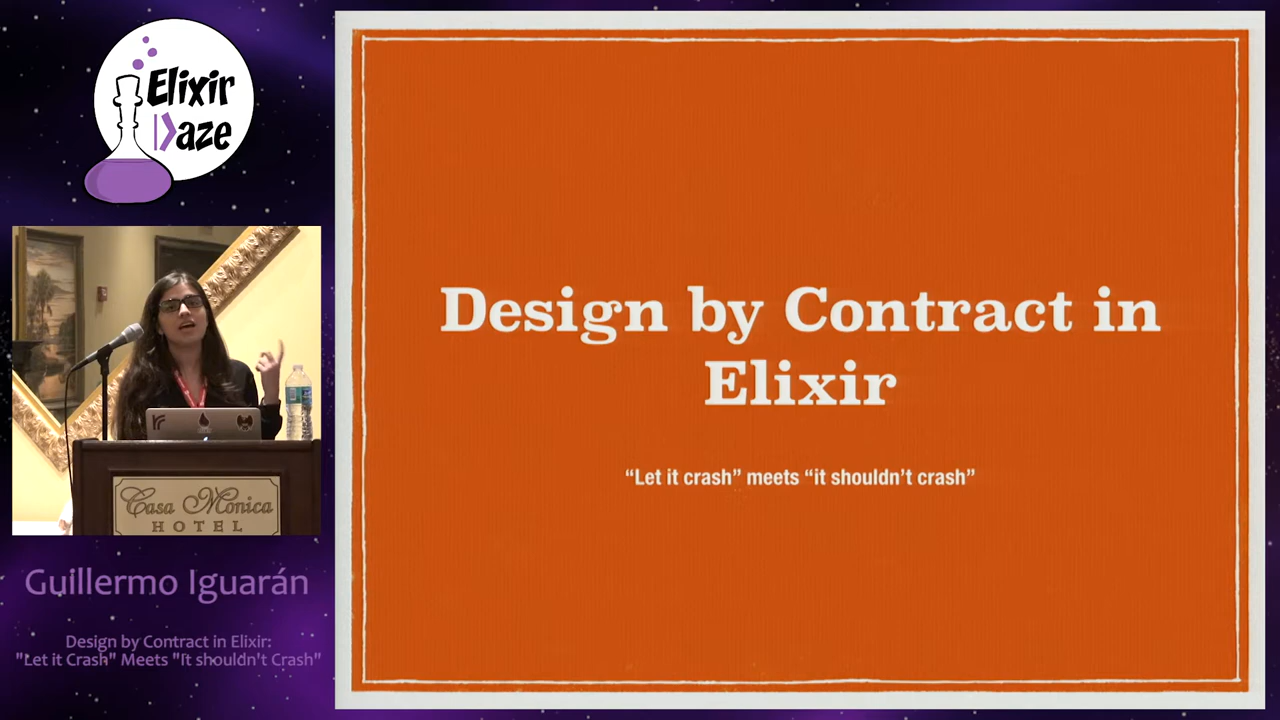 Elixir
Daze
Casa Monica
HOTEL
Guillermo Iguarán
Design by Contract in Elixir:
"Let it Crash" Meets "It shouldn't Crash"
Design by Contract in
Elixir
“Let it crash” meets “it shouldn’t crash”